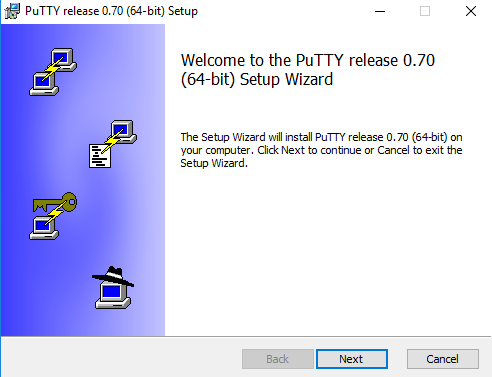 PuTTY release 0.70 (64-bit) Setup
Welcome to the PuTTY release 0.70
(64-bit) Setup Wizard
The Setup Wizard will install PuTTY release 0.70 (64-bit) on
your computer. Click Next to continue or Cancel to exit the
Setup Wizard.
Back
Next
Cancel